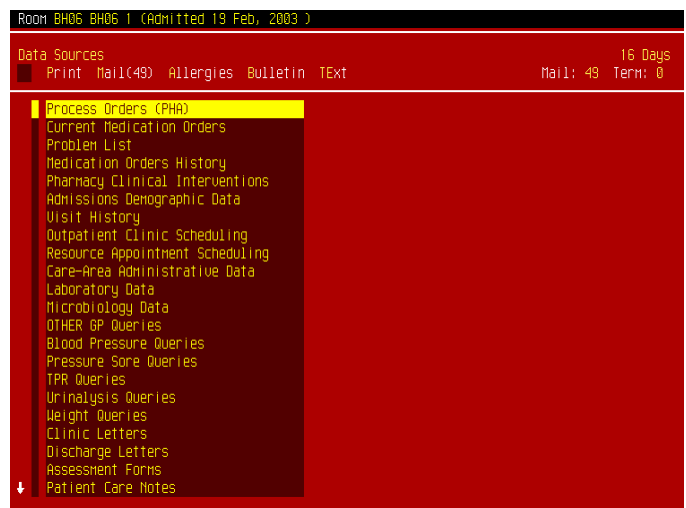 Room BH06 BH06 1 (Admitted 19 Feb, 2003 )
Data Sources 16 Days
Print Mail(49) Allergies Bulletin TExt Mail: 49 Term: 0
Process Orders (PHA)
Current Medication Orders
Problem List
Medication Orders History
Pharmacy Clinical Interventions
Admissions Demographic Data
Visit History
Outpatient Clinic Scheduling
Resource Appointment Scheduling
Care-Area Administrative Data
Laboratory Data
Microbiology Data
OTHER GP Queries
Blood Pressure Queries
Pressure Sore Queries
TPR Queries
Urinalysis Queries
Weight Queries
Clinic Letters
Discharge Letters
Assessment Forms
Patient Care Notes